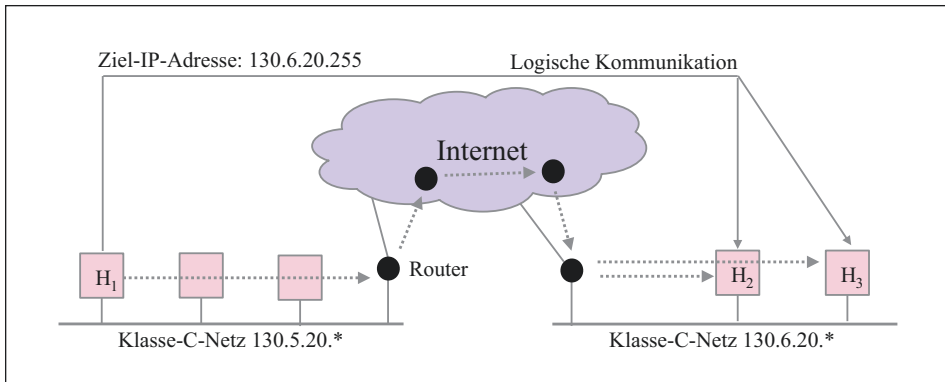 Ziel-IP-Adresse: 130.6.20.255
Logische Kommunikation
Internet
Router
H1
H2
H3
Klasse-C-Netz 130.5.20.*
Klasse-C-Netz 130.6.20.*